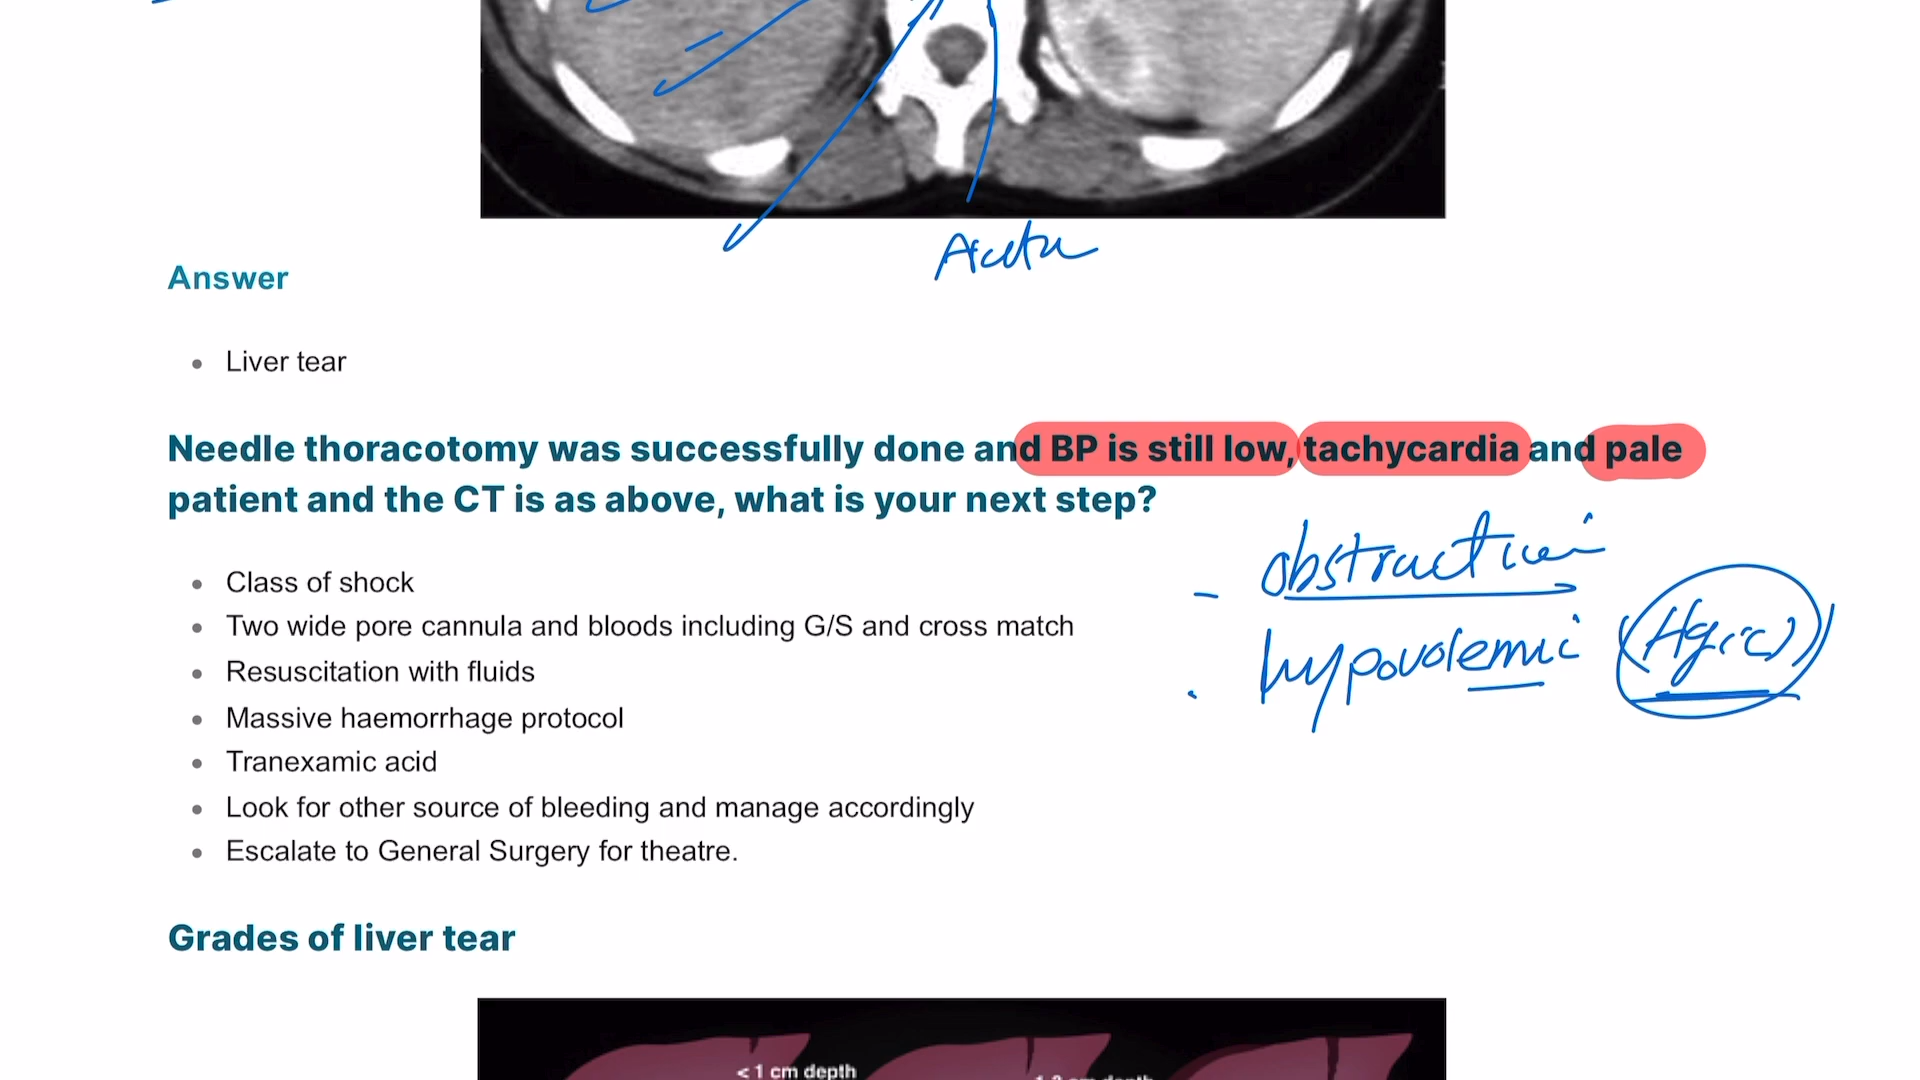 Answer
Liver tear
Needle thoracotomy was successfully done and BP is still low, tachycardia and pale
patient and the CT is as above, what is your next step?
- obstructive
Class of shock
Two wide pore cannula and bloods including G/S and cross match
. hypovolemic
Resuscitation with fluids
Massive haemorrhage protocol
Tranexamic acid
Look for other source of bleeding and manage accordingly
Escalate to General Surgery for theatre.
Grades of liver tear
< 1 cm depth